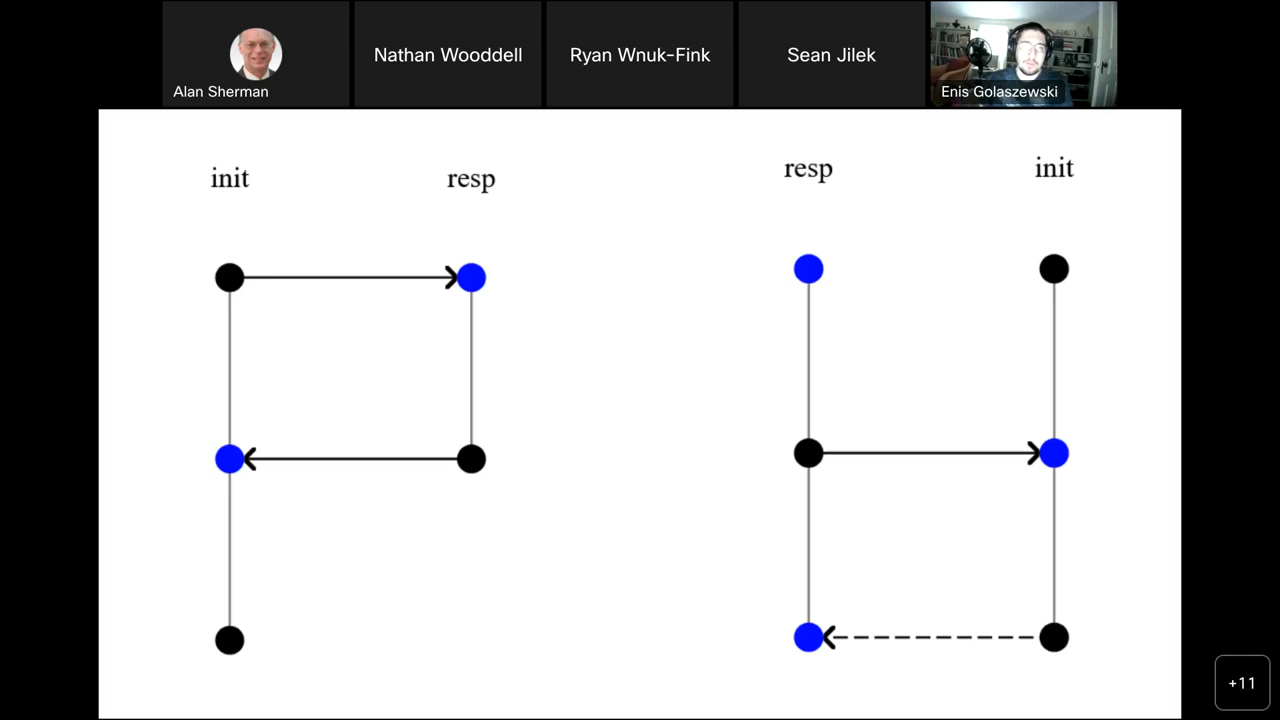 Alan Sherman
Nathan Wooddell
Ryan Wnuk-Fink
Sean Jilek
Enis Golaszewski
init
resp
resp
init
+11